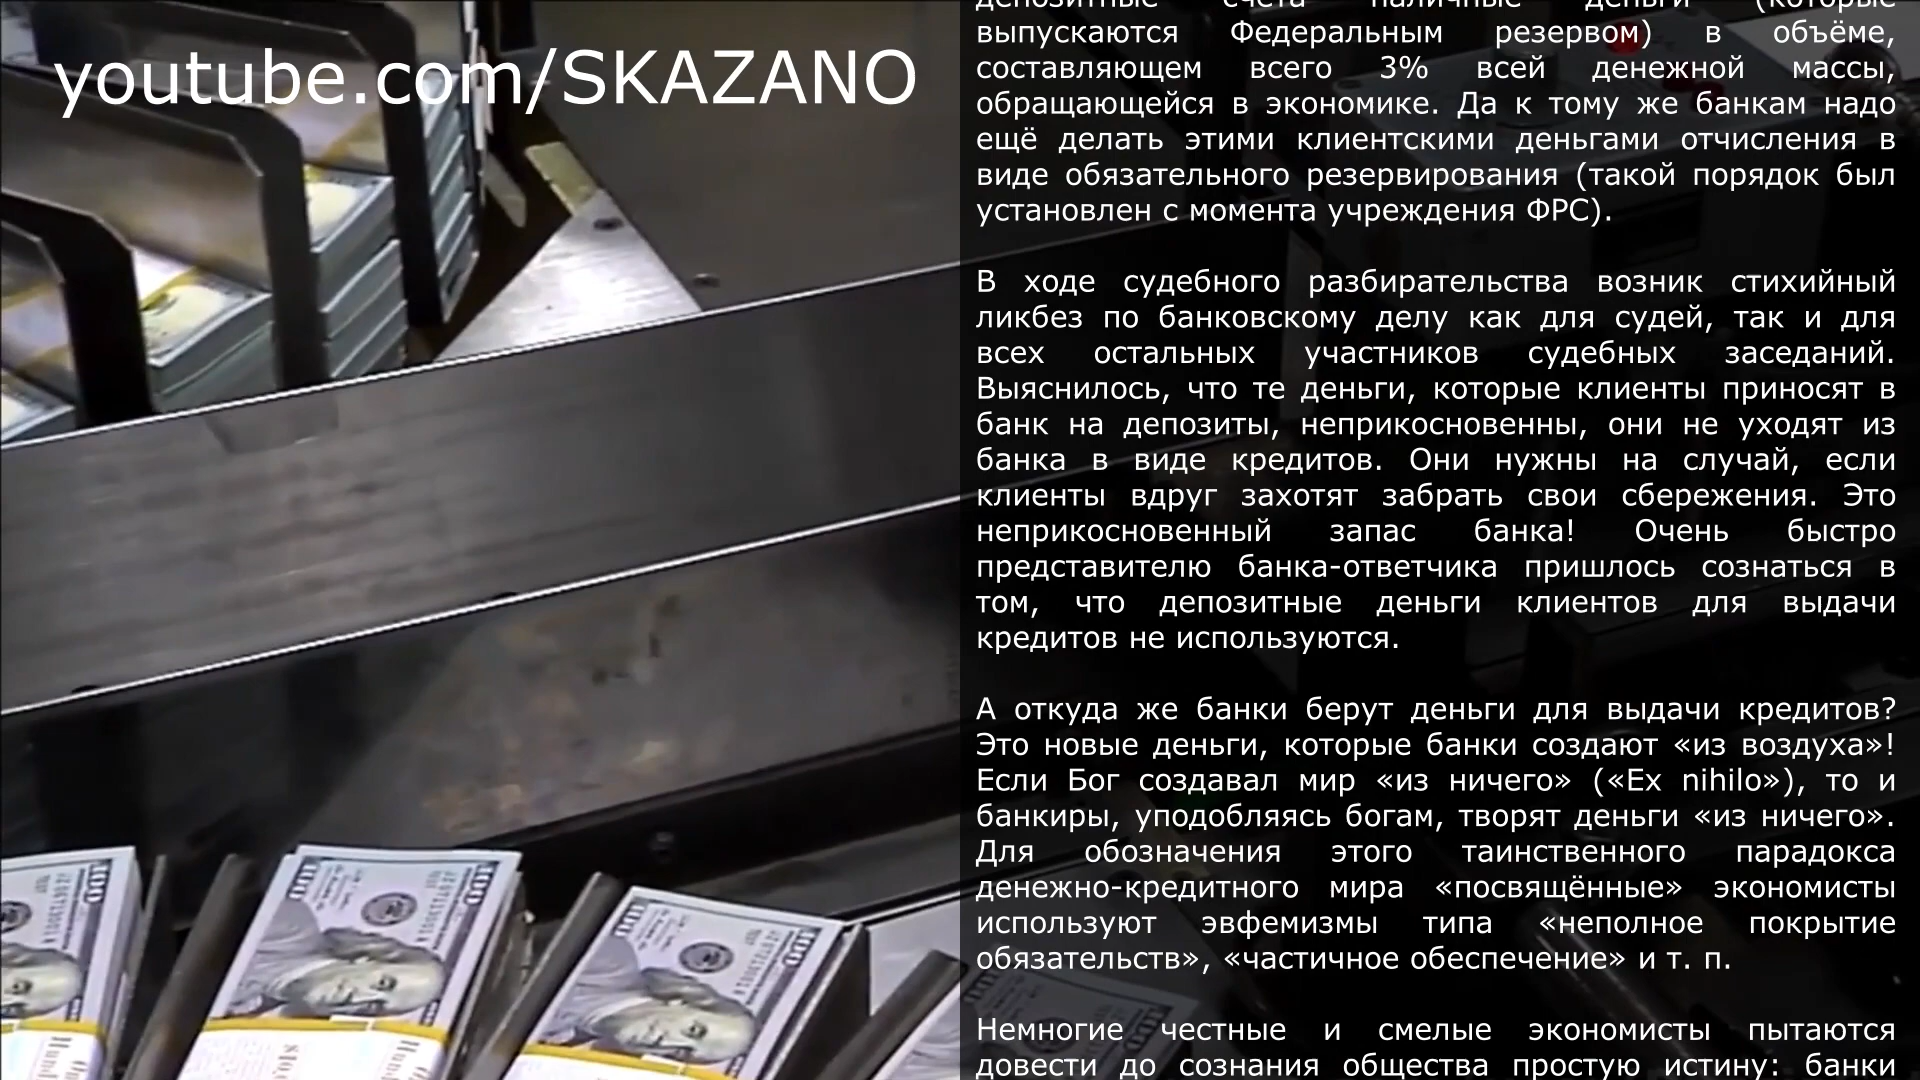 youtube.com/SKAZANO
депозитные счета наличные деньги (которые
выпускаются Федеральным резервом) в объёме,
составляющем всего 3% всей денежной массы,
обращающейся в экономике. Да к тому же банкам надо
ещё делать этими клиентскими деньгами отчисления в
виде обязательного резервирования (такой порядок был
установлен с момента учреждения ФРС).
В ходе судебного разбирательства возник стихийный
ликбез по банковскому делу как для судей, так и для
всех остальных участников судебных заседаний.
Выяснилось, что те деньги, которые клиенты приносят в
банк на депозиты, неприкосновенны, они не уходят из
банка в виде кредитов. Они нужны на случай, если
клиенты вдруг захотят забрать свои сбережения. Это
неприкосновенный запас банка! Очень быстро
представителю банка-ответчика пришлось сознаться в
том, что депозитные деньги клиентов для выдачи
кредитов не используются.
А откуда же банки берут деньги для выдачи кредитов?
Это новые деньги, которые банки создают «из воздуха»!
Если Бог создавал мир «из ничего» («Ex nihilo»), то и
банкиры, уподобляясь богам, творят деньги «из ничего».
Для обозначения этого таинственного парадокса
денежно-кредитного мира «посвящённые» экономисты
используют эвфемизмы типа «неполное покрытие
обязательств», «частичное обеспечение» и т. п.
Немногие честные и смелые экономисты пытаются
довести до сознания общества простую истину: банки
100
100
100